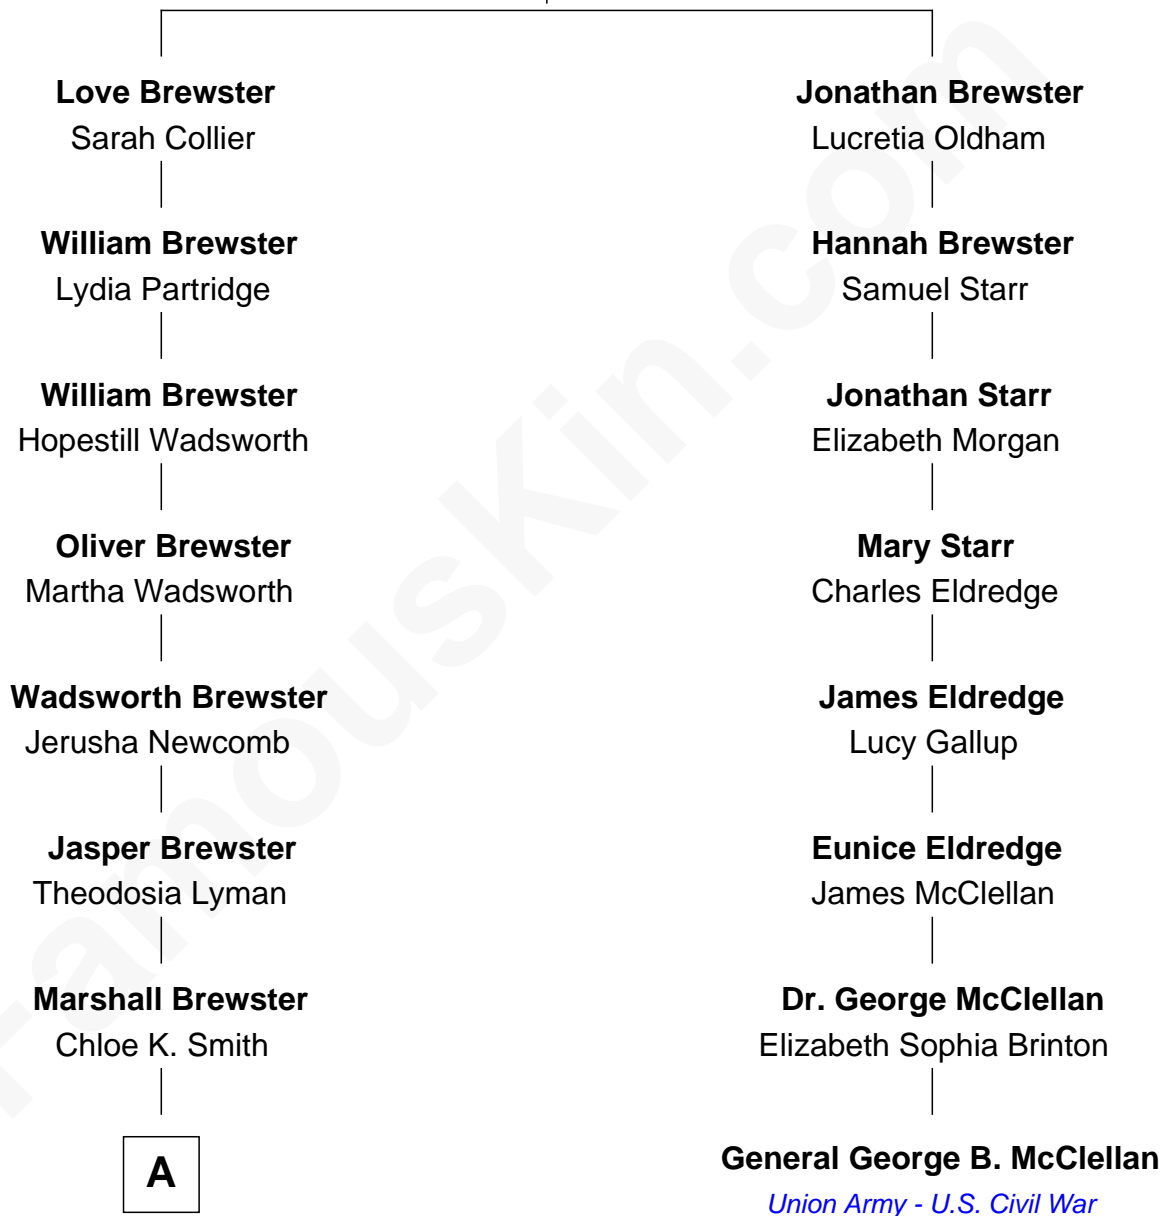 Love Brewster
Sarah Collier
Jonathan Brewster
Lucretia Oldham
William Brewster
Lydia Partridge
Hannah Brewster
Samuel Starr
William Brewster
Hopestill Wadsworth
Jonathan Starr
Elizabeth Morgan
Oliver Brewster
Martha Wadsworth
Mary Starr
Charles Eldredge
Wadsworth Brewster
Jerusha Newcomb
James Eldredge
Lucy Gallup
Jasper Brewster
Theodosia Lyman
Eunice Eldredge
James McClellan
Marshall Brewster
Chloe K. Smith
Dr. George McClellan
Elizabeth Sophia Brinton
A
General George B. McClellan
Union Army - U.S. Civil War
FamousKin.com